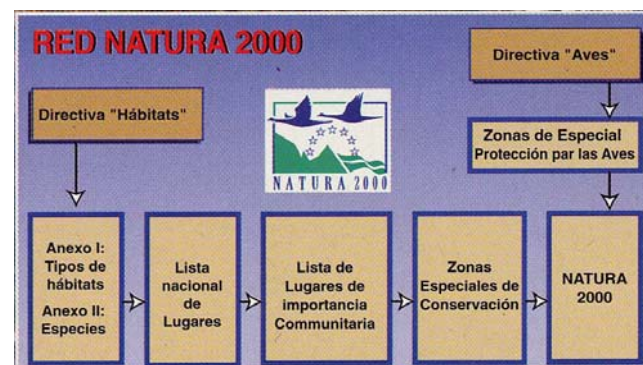 RED NATURA 2000
Directiva "Aves"
Directiva "Hábitats"
Zonas de Especial
Protección par las Aves
NATURA 2000
Anexo I:
Tipos de
hábitats
Anexo II:
Especies
Lista
nacional
de
Lugares
Lista de
Lugares de
importancia
Communitaria
Zonas
Especiales de
Conservación
NATURA
2000